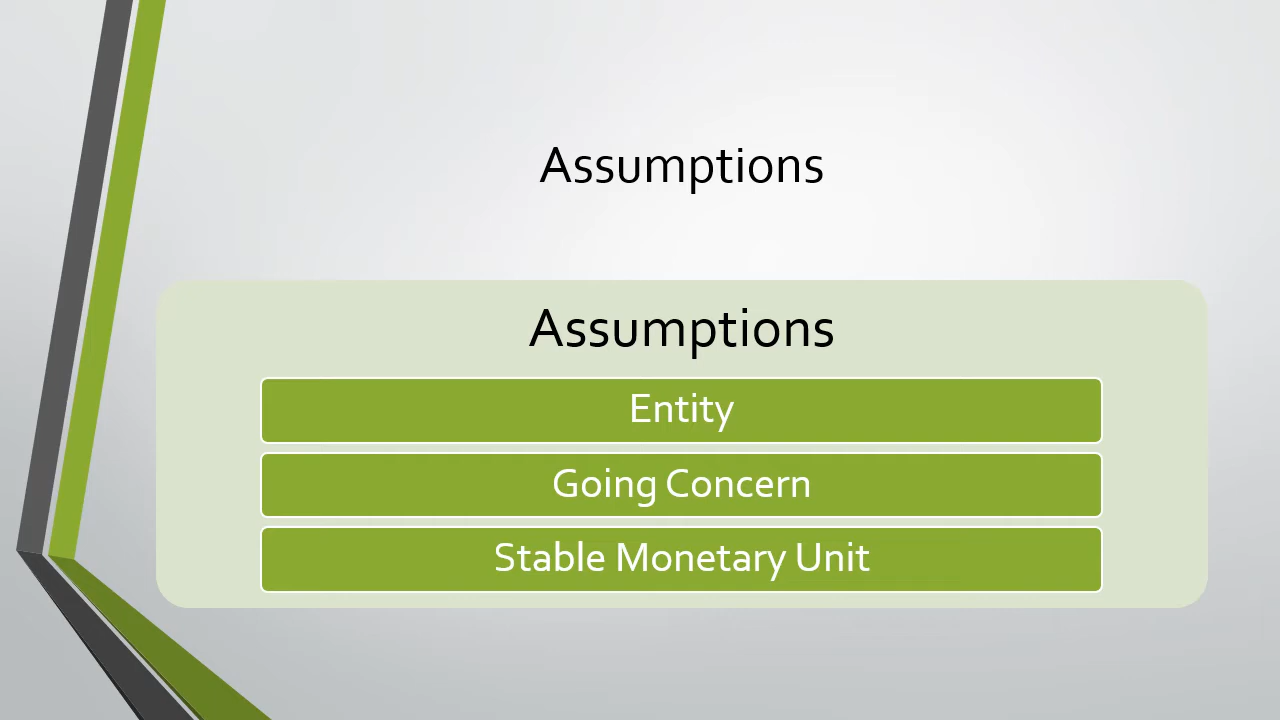 Assumptions
Assumptions
Entity
Going Concern
Stable Monetary Unit